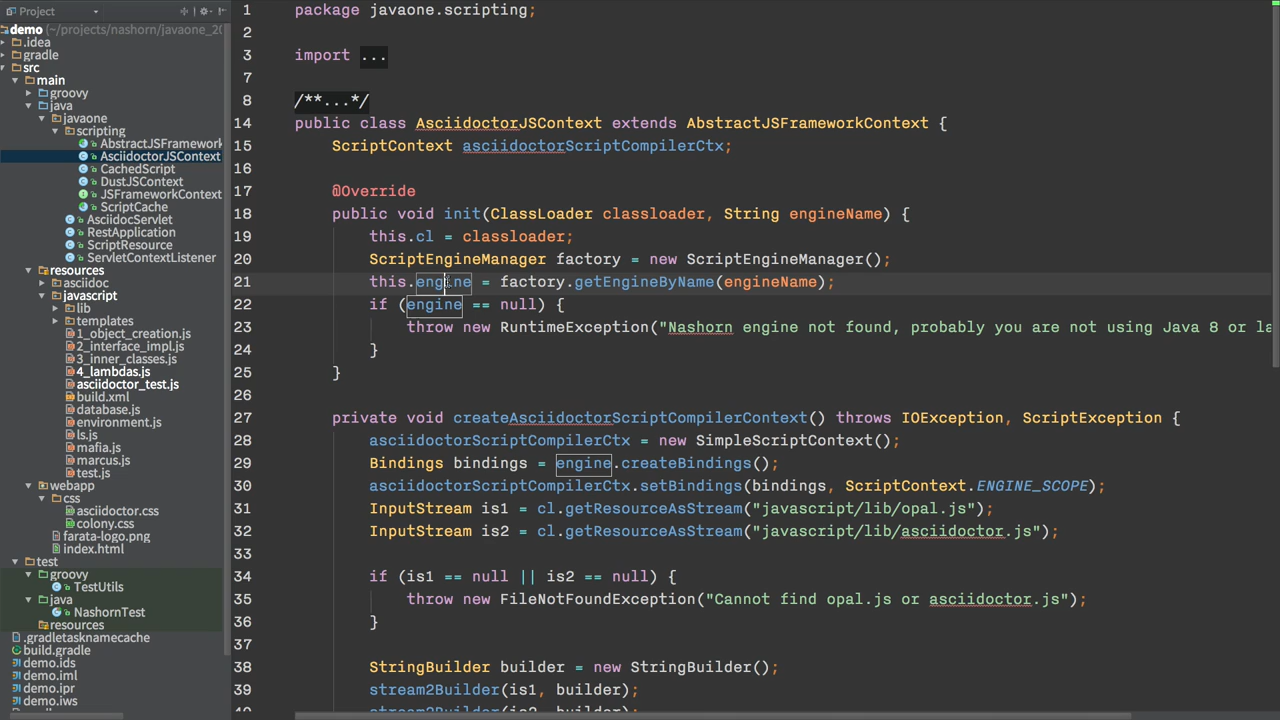 Project
demo (~/projects/nashorn/javaone_20
.idea
gradle
src
main
groovy
java
javaone
scripting
AbstractJSFramework
AsciidoctorJSContext
CachedScript
DustJSContext
JSFrameworkContext
ScriptCache
AsciidocServlet
RestApplication
ScriptResource
ServletContextListener
resources
asciidoc
javascript
lib
templates
1_object_creation.js
2_interface_impl.js
3_inner_classes.js
4_lambdas.js
asciidoctor_test.js
build.xml
database.js
environment.js
ls.js
mafia.js
marcus.js
test.js
webapp
css
asciidoctor.css
colony.css
farata-logo.png
index.html
test
groovy
TestUtils
java
NashornTest
resources
.gradletasknamecache
build.gradle
demo.ids
demo.iml
demo.ipr
demo.iws
1 package javaone.scripting;
2
3 import ...
7
8 /**...*/
14 public class AsciidoctorJSContext extends AbstractJSFrameworkContext {
15 ScriptContext asciidoctorScriptCompilerCtx;
16
17 @Override
18 public void init(ClassLoader classloader, String engineName) {
19 this.cl = classloader;
20 ScriptEngineManager factory = new ScriptEngineManager();
21 this.engine = factory.getEngineByName(engineName);
22 if (engine == null) {
23 throw new RuntimeException("Nashorn engine not found, probably you are not using Java 8 or la
24 }
25 }
26
27 private void createAsciidoctorScriptCompilerContext() throws IOException, ScriptException {
28 asciidoctorScriptCompilerCtx = new SimpleScriptContext();
29 Bindings bindings = engine.createBindings();
30 asciidoctorScriptCompilerCtx.setBindings(bindings, ScriptContext.ENGINE_SCOPE);
31 InputStream is1 = cl.getResourceAsStream("javascript/lib/opal.js");
32 InputStream is2 = cl.getResourceAsStream("javascript/lib/asciidoctor.js");
33
34 if (is1 == null || is2 == null) {
35 throw new FileNotFoundException("Cannot find opal.js or asciidoctor.js");
36 }
37
38 StringBuilder builder = new StringBuilder();
39 stream2Builder(is1, builder);
40 stream2Builder(is2, builder);